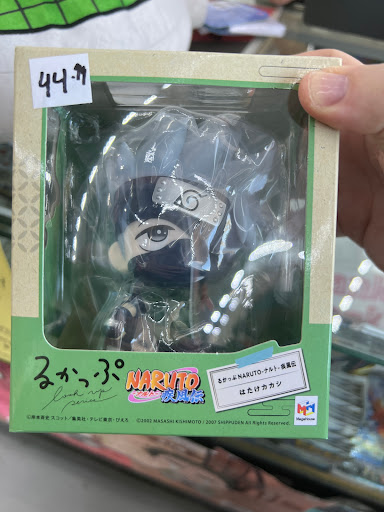 44.99
るかっぷ
look up
series
NARUTO
-ナルト- 疾風伝
るかっぷ NARUTO-ナルト- 疾風伝
はたけカカシ
MegaHouse
©岸本斉史 スコット/集英社・テレビ東京・ぴえろ
©2002 MASASHI KISHIMOTO / 2007 SHIPPUDEN All Rights Reserved.